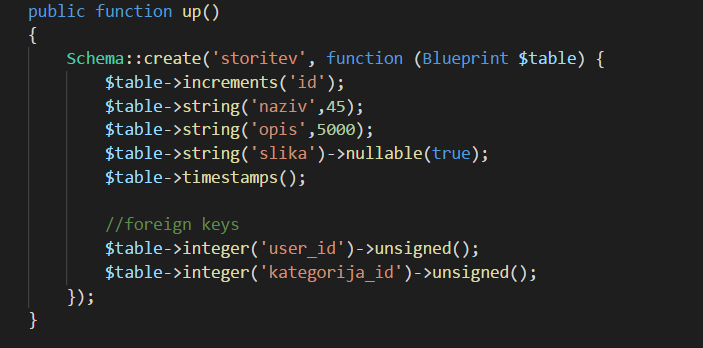 public function up()
{
    Schema::create('storitev', function (Blueprint $table) {
        $table->increments('id');
        $table->string('naziv',45);
        $table->string('opis',5000);
        $table->string('slika')->nullable(true);
        $table->timestamps();

        //foreign keys
        $table->integer('user_id')->unsigned();
        $table->integer('kategorija_id')->unsigned();
    });
}